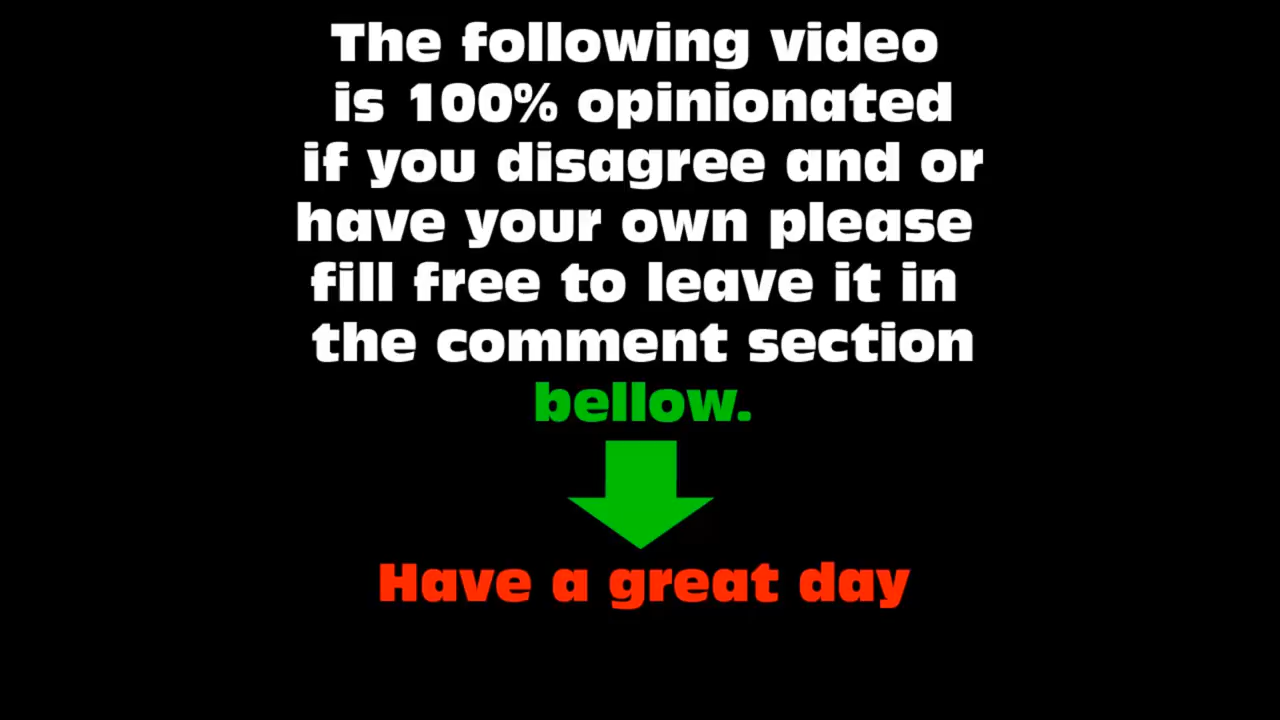 The following video
is 100% opinionated
if you disagree and or
have your own please
fill free to leave it in
the comment section
bellow.
Have a great day